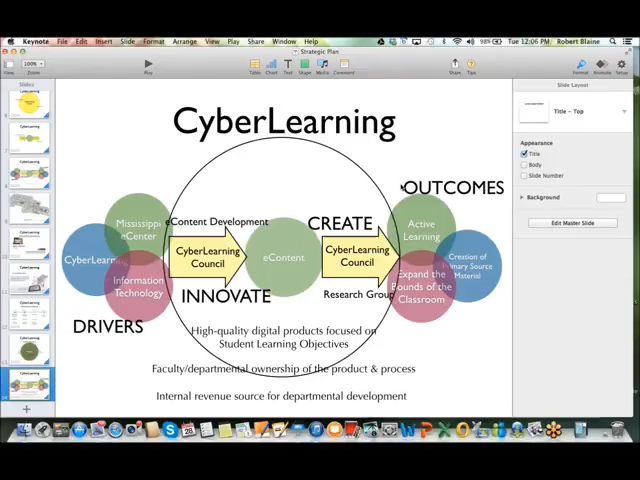 Keynote File Edit Insert Slide Format Arrange View Play Share Window Help
98% Tue 12:06 PM Robert Blaine
Strategic Plan
100%
View Zoom Play Table Chart Text Shape Media Comment Share Tips Format Animate Setup
CyberLearning
OUTCOMES
eContent Development
CREATE
Mississippi
eCenter
CyberLearning
Information
Technology
CyberLearning
Council
eContent
CyberLearning
Council
Active
Learning
Creation of
Primary Source
Material
Expand the
Bounds of the
Classroom
INNOVATE
Research Group
DRIVERS
High-quality digital products focused on
Student Learning Objectives
Faculty/departmental ownership of the product & process
Internal revenue source for departmental development
Slide Layout
Title - Top
Appearance
Title
Body
Slide Number
Background
Edit Master Slide